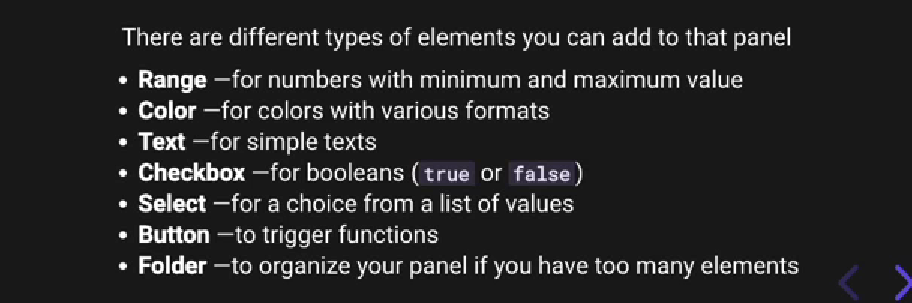 There are different types of elements you can add to that panel
• Range —for numbers with minimum and maximum value
• Color —for colors with various formats
• Text —for simple texts
• Checkbox —for booleans (true or false)
• Select —for a choice from a list of values
• Button —to trigger functions
• Folder —to organize your panel if you have too many elements